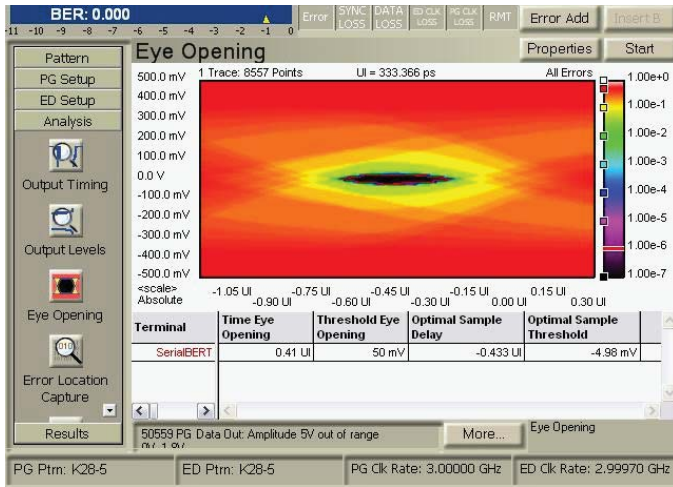 BER: 0.000
-11 -10 -9 -8 -7 -6 -5 -4 -3 -2 -1 0
Error SYNC LOSS DATA LOSS ED CLK LOSS PG CLK LOSS RMT
Error Add Insert B
Eye Opening
Properties Start
Pattern
PG Setup
ED Setup
Analysis
Output Timing
Output Levels
Eye Opening
Error Location Capture
Results
1 Trace: 8557 Points UI = 333.366 ps All Errors
500.0 mV
400.0 mV
300.0 mV
200.0 mV
100.0 mV
0.0 V
-100.0 mV
-200.0 mV
-300.0 mV
-400.0 mV
-500.0 mV
1.00e+0
1.00e-1
1.00e-2
1.00e-3
1.00e-4
1.00e-5
1.00e-6
1.00e-7
<scale> -1.05 UI -0.75 UI -0.45 UI -0.15 UI 0.15 UI
Absolute -0.90 UI -0.60 UI -0.30 UI 0.00 UI 0.30 UI
Terminal Time Eye Opening Threshold Eye Opening Optimal Sample Delay Optimal Sample Threshold
SerialBERT 0.41 UI 50 mV -0.433 UI -4.98 mV
50559 PG Data Out: Amplitude 5V out of range
More...
Eye Opening
PG Ptrn: K28-5 ED Ptrn: K28-5 PG Clk Rate: 3.00000 GHz ED Clk Rate: 2.99970 GHz